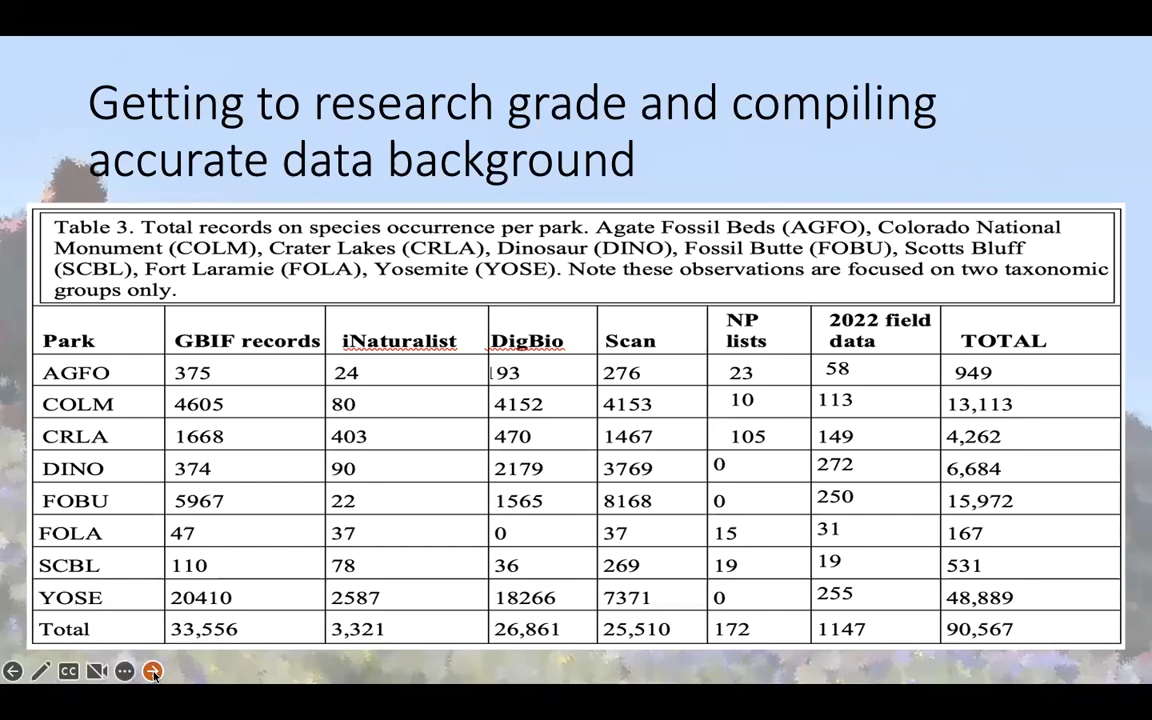 Getting to research grade and compiling
accurate data background
Table 3. Total records on species occurrence per park. Agate Fossil Beds (AGFO), Colorado National
Monument (COLM), Crater Lakes (CRLA), Dinosaur (DINO), Fossil Butte (FOBU), Scotts Bluff
(SCBL), Fort Laramie (FOLA), Yosemite (YOSE). Note these observations are focused on two taxonomic
groups only.
Park GBIF records iNaturalist DigBio Scan NP lists 2022 field data TOTAL
AGFO 375 24 193 276 23 58 949
COLM 4605 80 4152 4153 10 113 13,113
CRLA 1668 403 470 1467 105 149 4,262
DINO 374 90 2179 3769 0 272 6,684
FOBU 5967 22 1565 8168 0 250 15,972
FOLA 47 37 0 37 15 31 167
SCBL 110 78 36 269 19 19 531
YOSE 20410 2587 18266 7371 0 255 48,889
Total 33,556 3,321 26,861 25,510 172 1147 90,567
CC